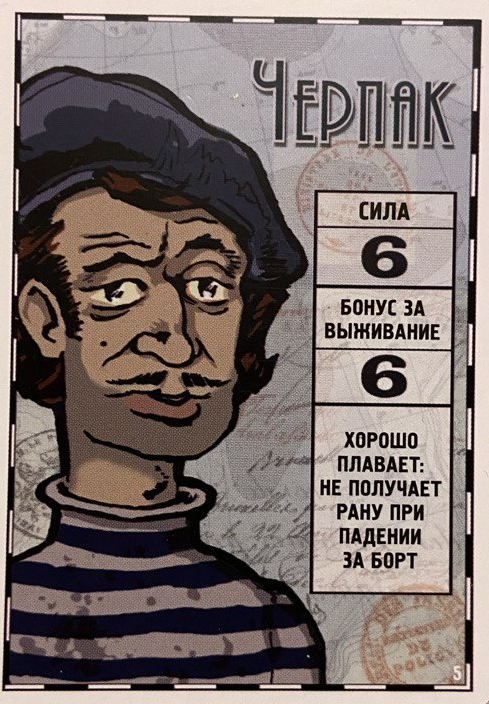 Черпак
СИЛА
6
БОНУС ЗА
ВЫЖИВАНИЕ
6
ХОРОШО
ПЛАВАЕТ:
НЕ ПОЛУЧАЕТ
РАНУ ПРИ
ПАДЕНИИ
ЗА БОРТ
5